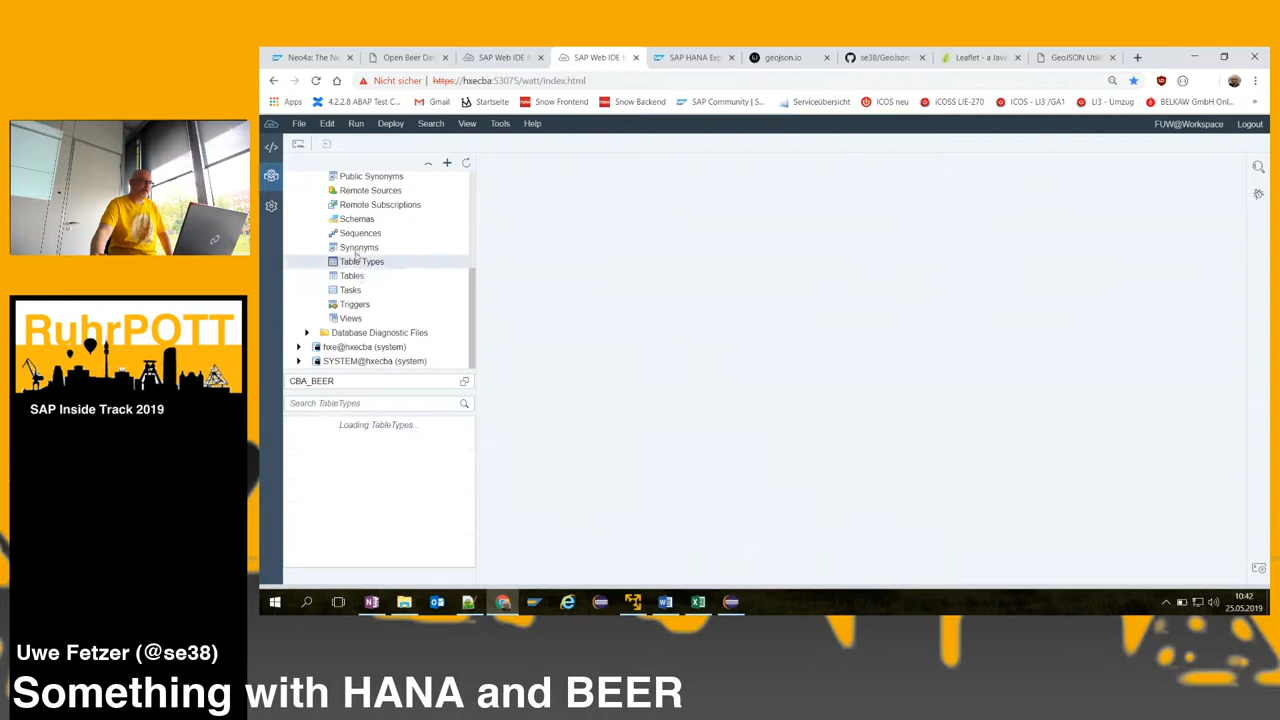 Neo4a: The Ne
Open Beer Da
SAP Web IDE f
SAP Web IDE f
SAP HANA Exp
geojson.io
se38/GeoJson
Leaflet - a Java
GeoJSON Utilit
Nicht sicher | https://hxecba:53075/watt/index.html
Apps
4.2.2.8 ABAP Test C...
Gmail
Startseite
Snow Frontend
Snow Backend
SAP Community | S...
Serviceübersicht
ICOS neu
iCOSS LIE-270
ICOS - LI3 /GA1
LI3 - Umzug
BELKAW GmbH Onl...
File Edit Run Deploy Search View Tools Help
FUW@Workspace
Logout
Public Synonyms
Remote Sources
Remote Subscriptions
Schemas
Sequences
Synonyms
Table Types
Tables
Tasks
Triggers
Views
Database Diagnostic Files
hxe@hxecba (system)
SYSTEM@hxecba (system)
CBA_BEER
Search TableTypes
Loading TableTypes...
10:42
25.05.2019
RuhrPOTT
SAP Inside Track 2019
Uwe Fetzer (@se38)
Something with HANA and BEER